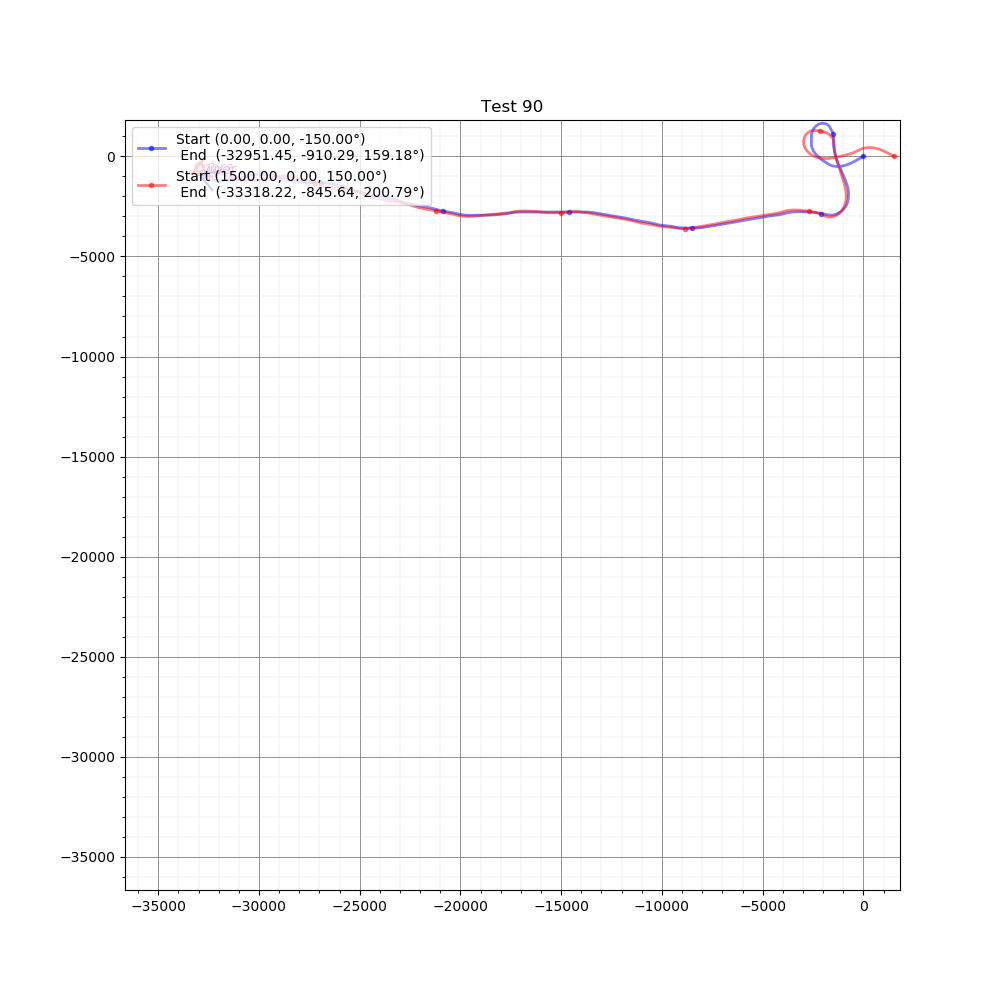 Test 90
Start (0.00, 0.00, -150.00°)
End (-32951.45, -910.29, 159.18°)
Start (1500.00, 0.00, 150.00°)
End (-33318.22, -845.64, 200.79°)
0
−5000
−10000
−15000
−20000
−25000
−30000
−35000
−35000 −30000 −25000 −20000 −15000 −10000 −5000 0